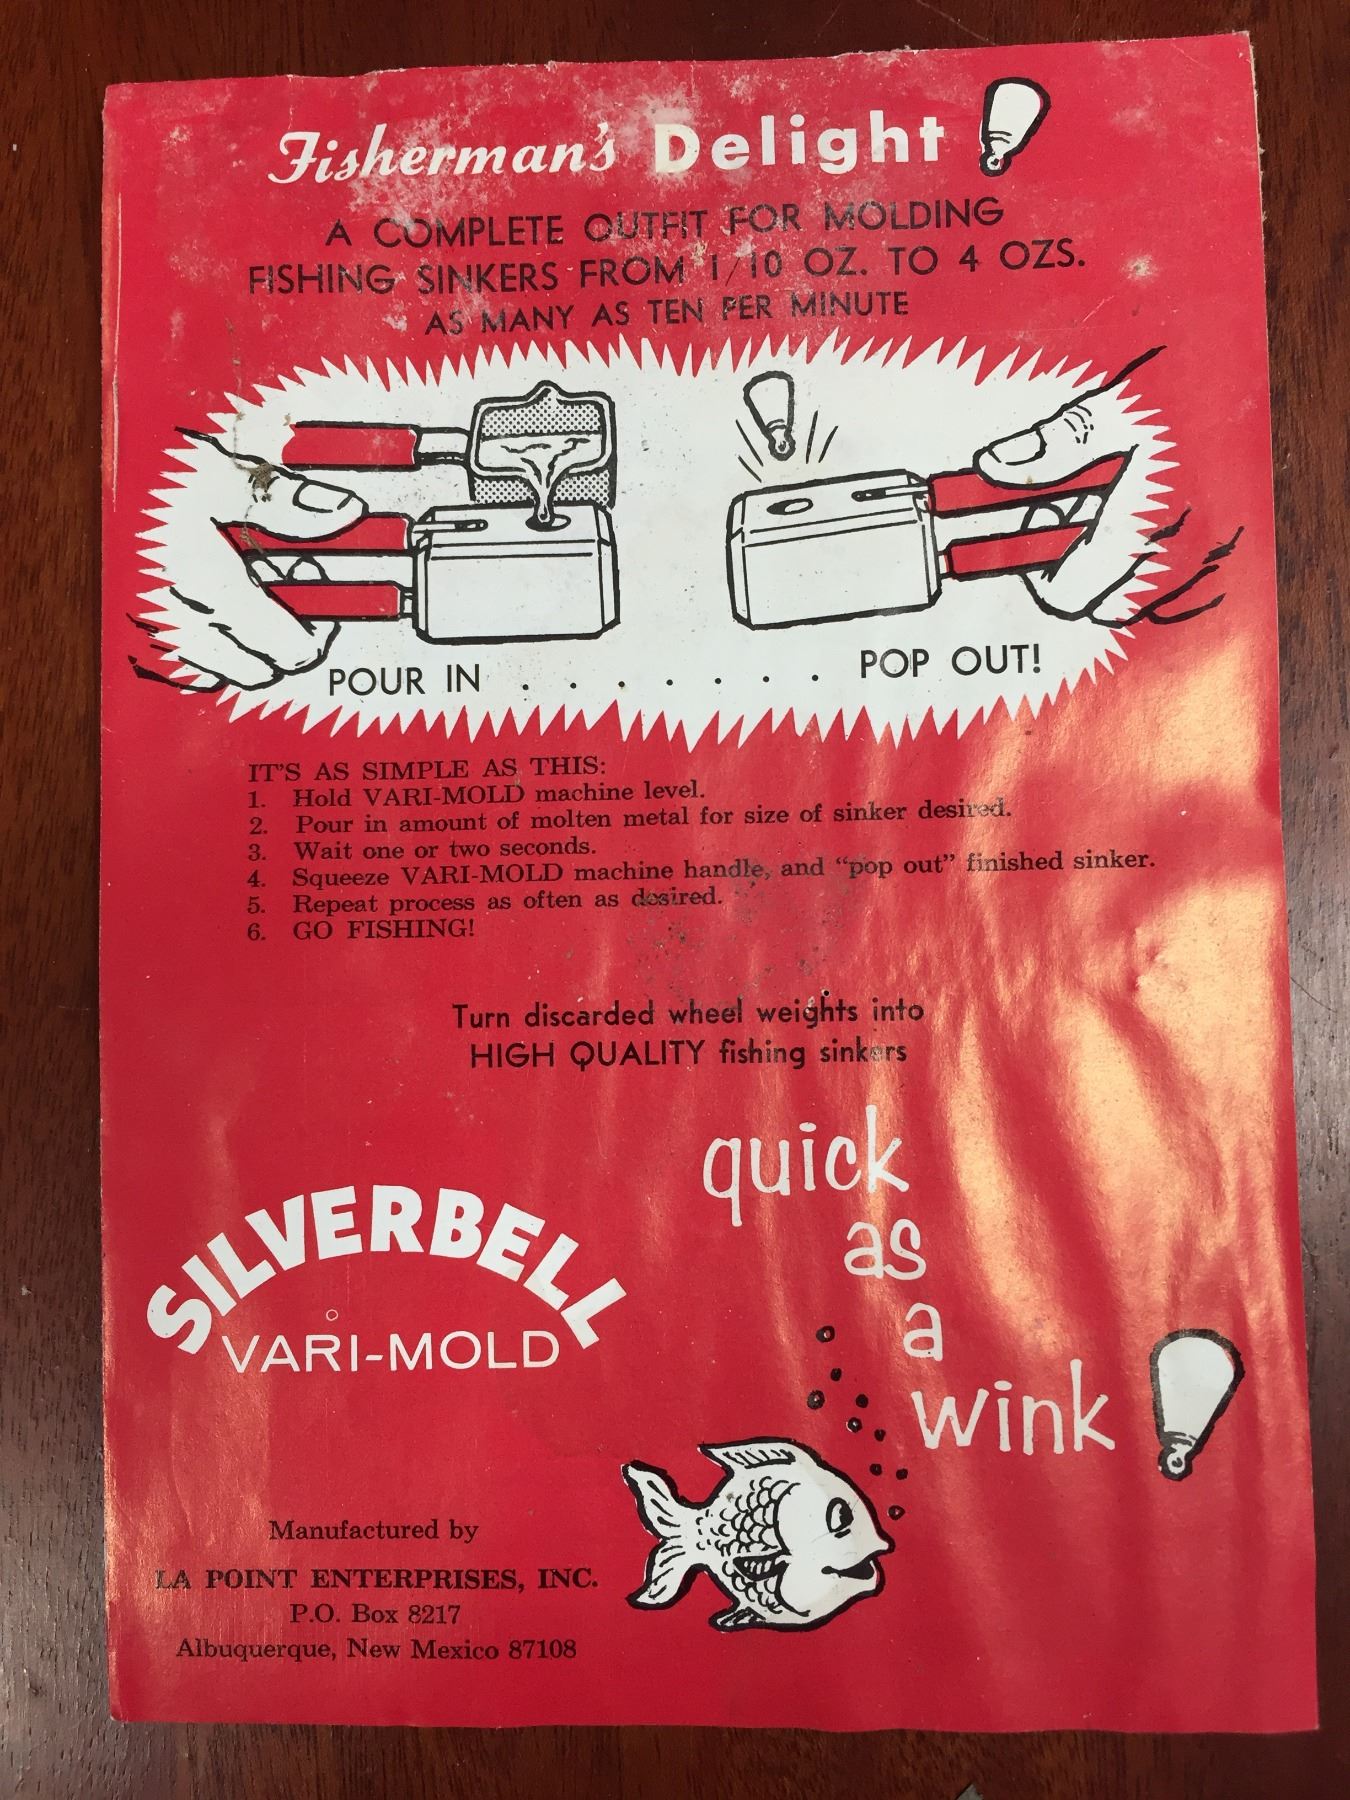 Fisherman's Delight
A COMPLETE OUTFIT FOR MOLDING
FISHING SINKERS FROM 1/10 OZ. TO 4 OZS.
AS MANY AS TEN PER MINUTE
POUR IN . . . . . . . POP OUT!
IT'S AS SIMPLE AS THIS:
1. Hold VARI-MOLD machine level.
2. Pour in amount of molten metal for size of sinker desired.
3. Wait one or two seconds.
4. Squeeze VARI-MOLD machine handle, and “pop out” finished sinker.
5. Repeat process as often as desired.
6. GO FISHING!
Turn discarded wheel weights into
HIGH QUALITY fishing sinkers
quick
as
a
wink
SILVERBELL
VARI-MOLD
Manufactured by
LA POINT ENTERPRISES, INC.
P.O. Box 8217
Albuquerque, New Mexico 87108